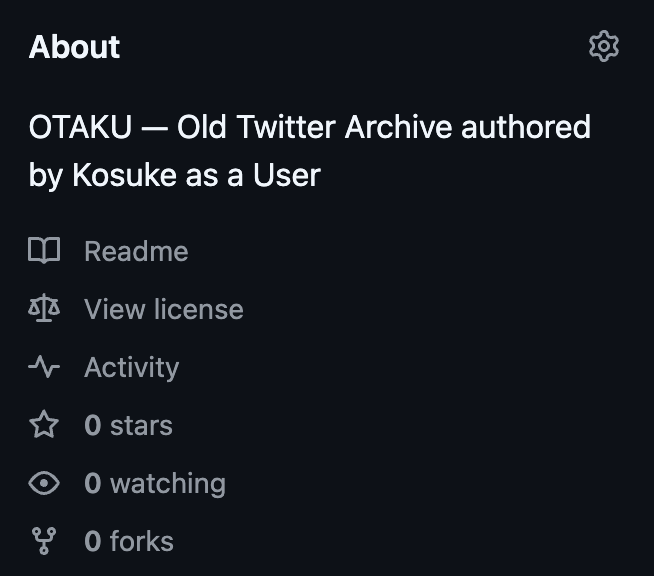 About
OTAKU — Old Twitter Archive authored
by Kosuke as a User
Readme
View license
Activity
0 stars
0 watching
0 forks